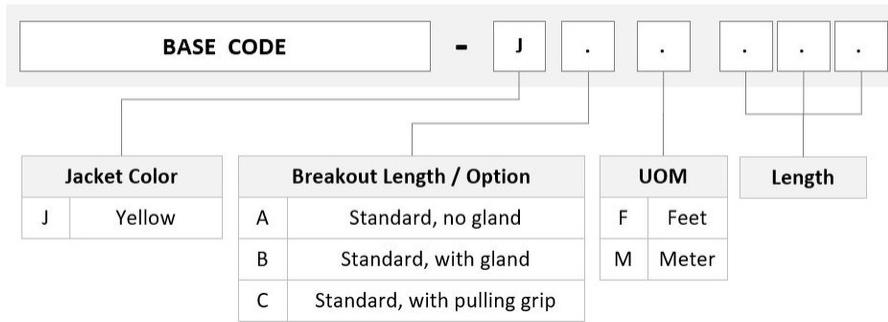 BASE CODE - J . . . . .
Jacket Color
J Yellow
Breakout Length / Option
A Standard, no gland
B Standard, with gland
C Standard, with pulling grip
UOM
F Feet
M Meter
Length